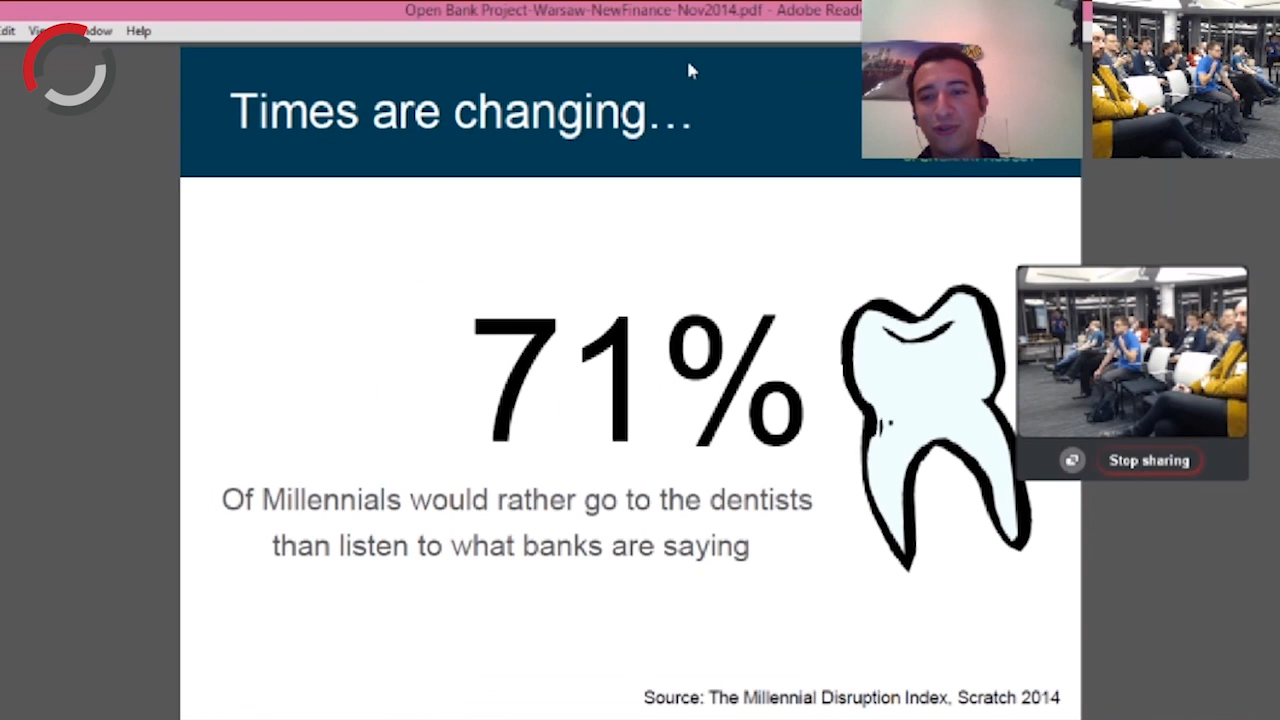 Open Bank Project-Warsaw-NewFinance-Nov2014.pdf - Adobe Reade
Help
Times are changing...
71%
Of Millennials would rather go to the dentists
than listen to what banks are saying
Stop sharing
Source: The Millennial Disruption Index, Scratch 2014